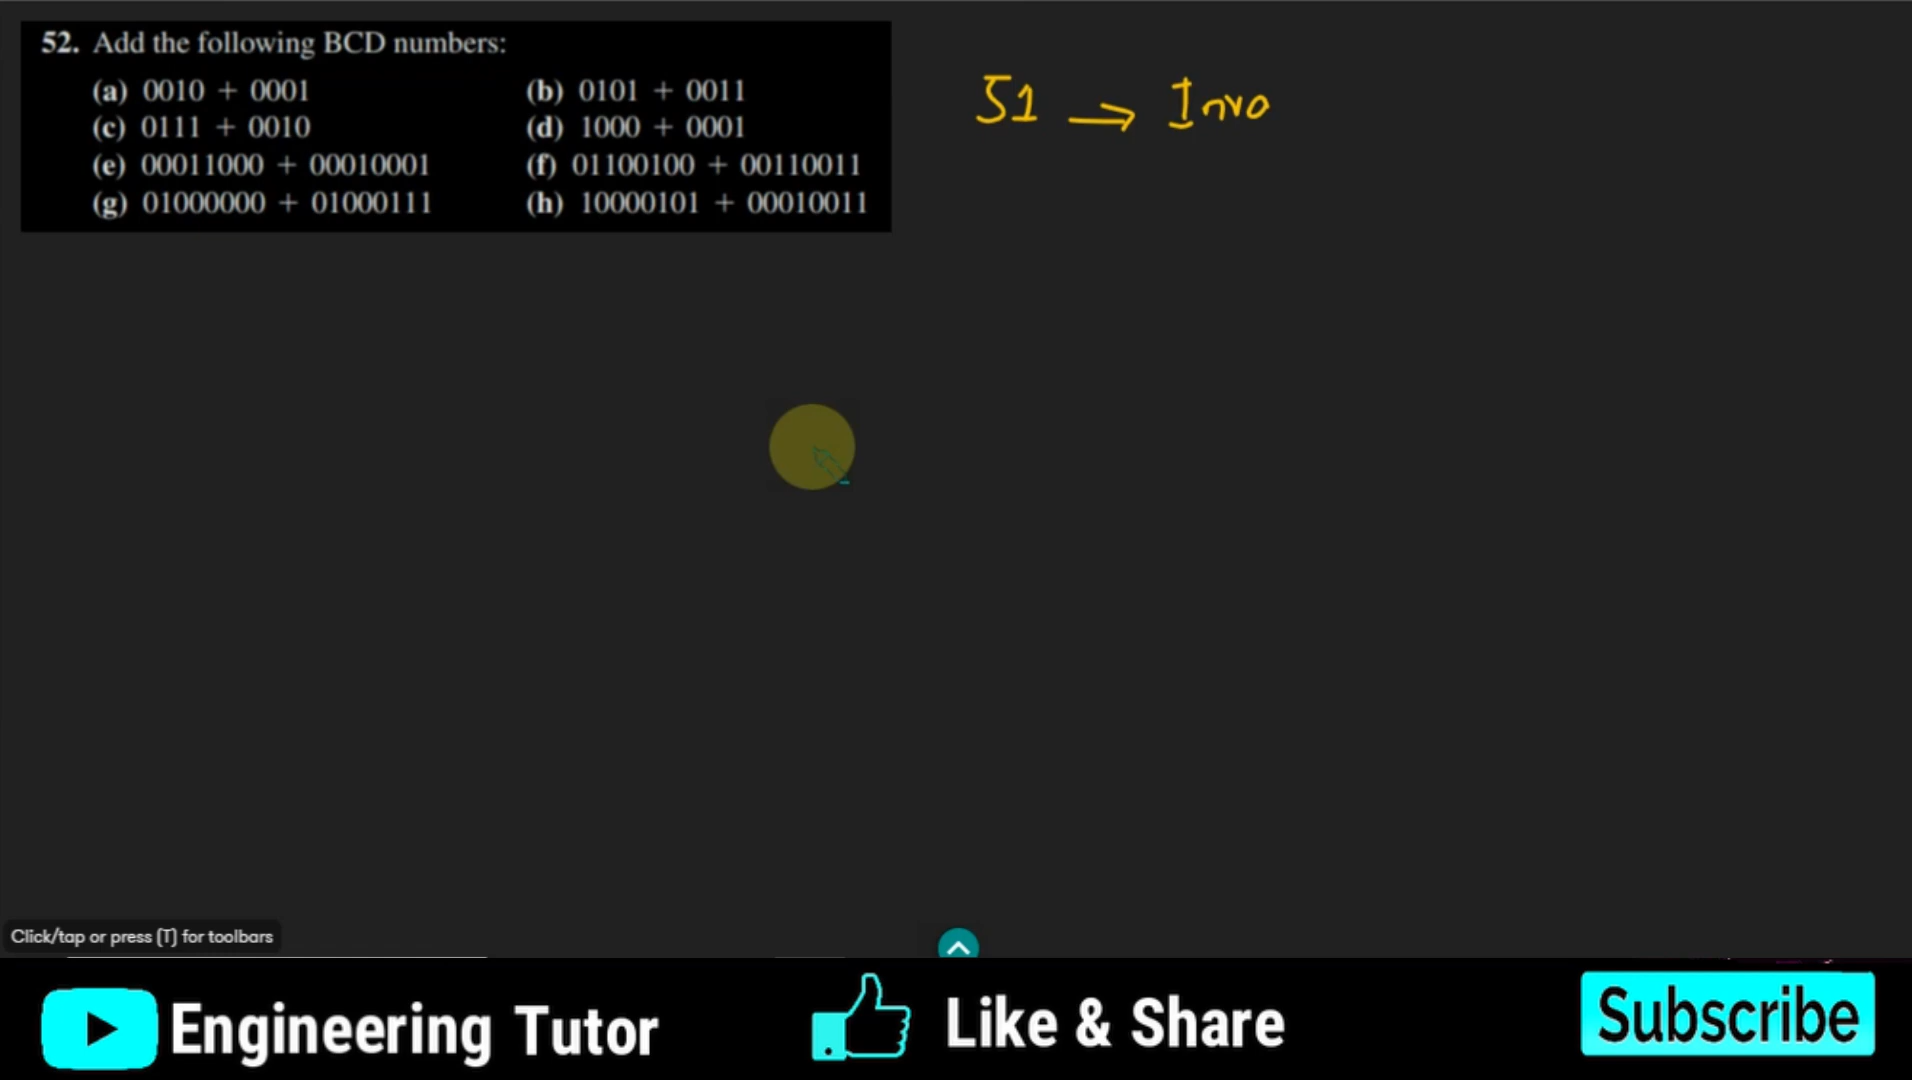 52. Add the following BCD numbers:
(a) 0010 + 0001 (b) 0101 + 0011
(c) 0111 + 0010 (d) 1000 + 0001
(e) 00011000 + 00010001 (f) 01100100 + 00110011
(g) 01000000 + 01000111 (h) 10000101 + 00010011
51 → Invo
Click/tap or press (T) for toolbars
Engineering Tutor
Like & Share
Subscribe